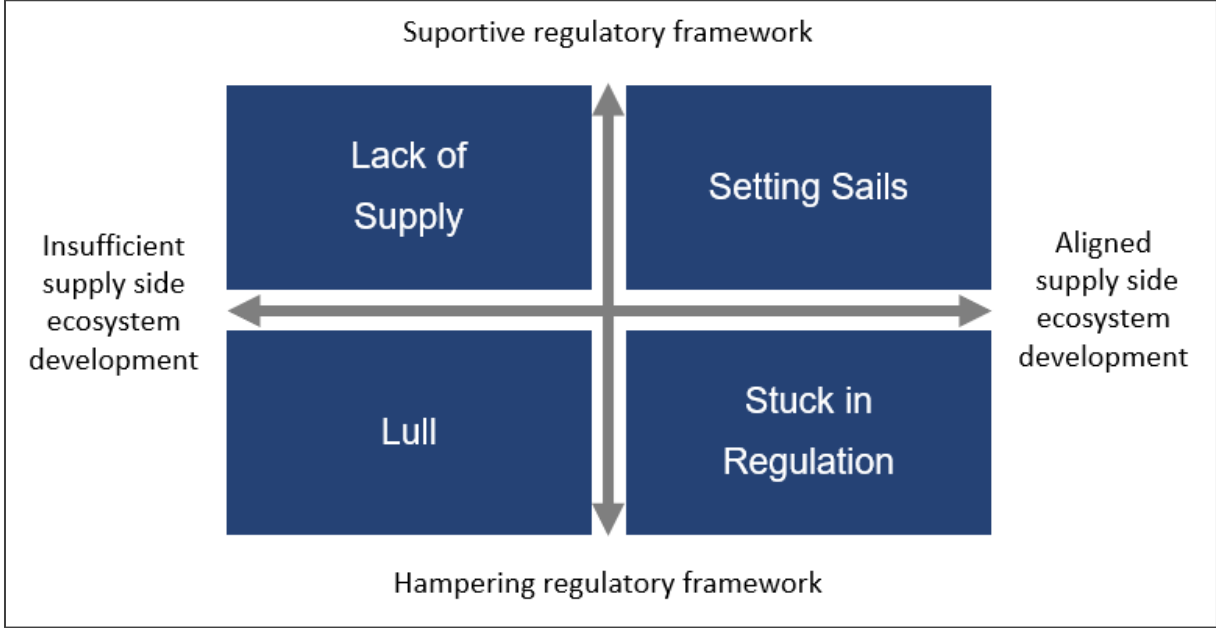 Suportive regulatory framework
Lack of
Supply
Setting Sails
Insufficient
supply side
ecosystem
development
Aligned
supply side
ecosystem
development
Lull
Stuck in
Regulation
Hampering regulatory framework